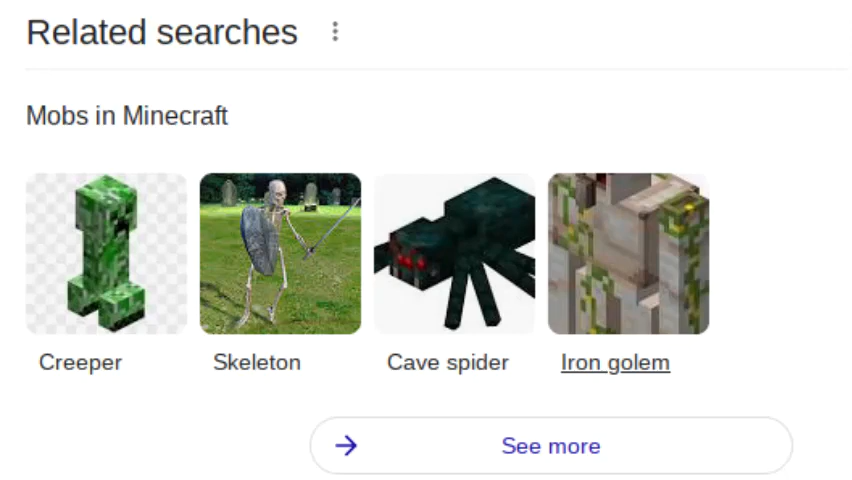 Related searches
Mobs in Minecraft
Creeper
Skeleton
Cave spider
Iron golem
See more